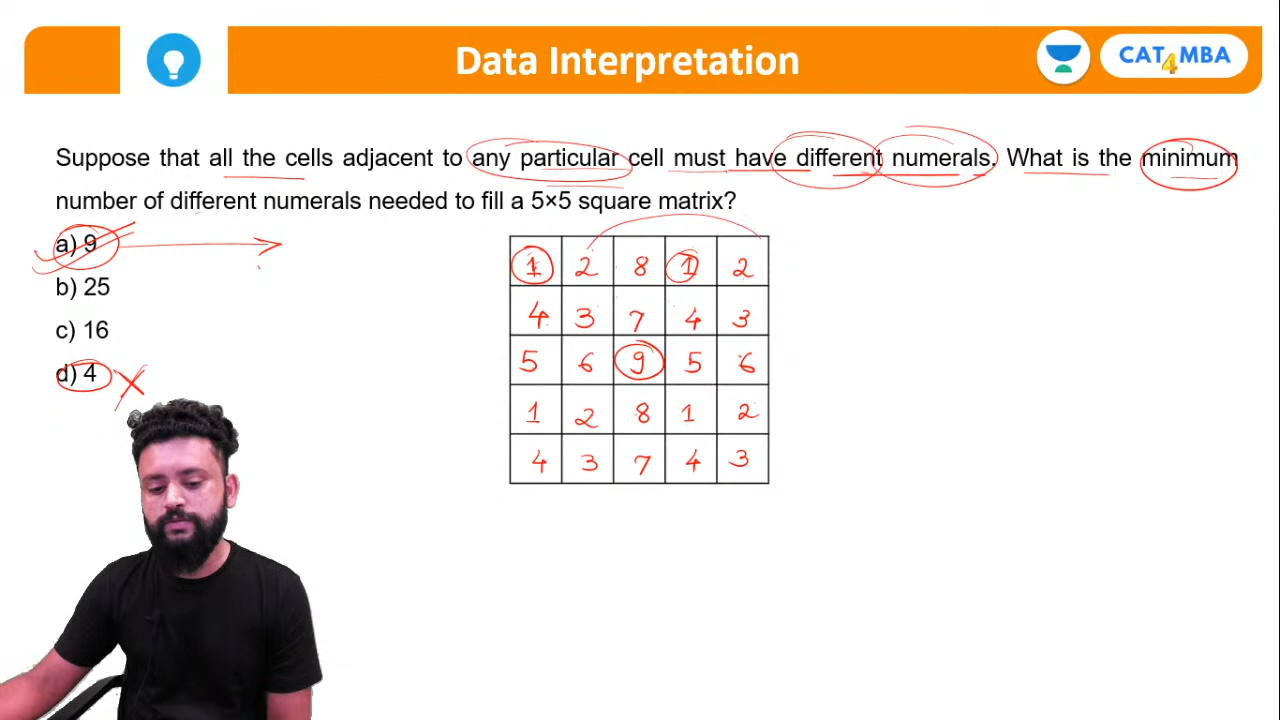 Data Interpretation
CAT4MBA
Suppose that all the cells adjacent to any particular cell must have different numerals. What is the minimum
number of different numerals needed to fill a 5×5 square matrix?
a) 9
b) 25
c) 16
d) 4
1 2 8 1 2
4 3 7 4 3
5 6 9 5 6
1 2 8 1 2
4 3 7 4 3